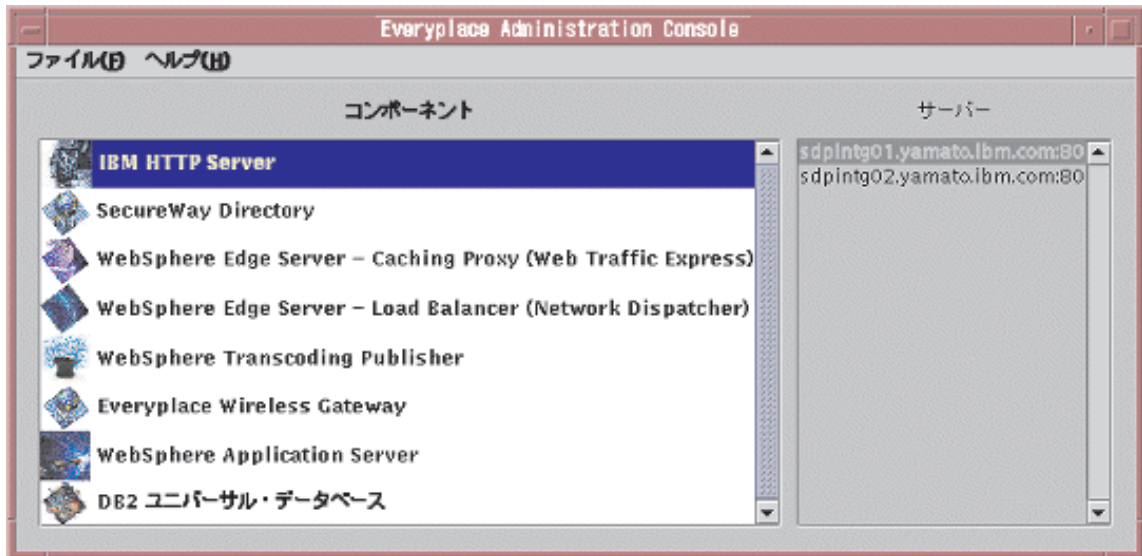 Everyplace Administration Console
ファイル(F) ヘルプ(H)
コンポーネント
サーバー
IBM HTTP Server
SecureWay Directory
WebSphere Edge Server – Caching Proxy (Web Traffic Express)
WebSphere Edge Server – Load Balancer (Network Dispatcher)
WebSphere Transcoding Publisher
Everyplace Wireless Gateway
WebSphere Application Server
DB2 ユニバーサル・データベース
sdpintg01.yamato.ibm.com:80
sdpintg02.yamato.ibm.com:80